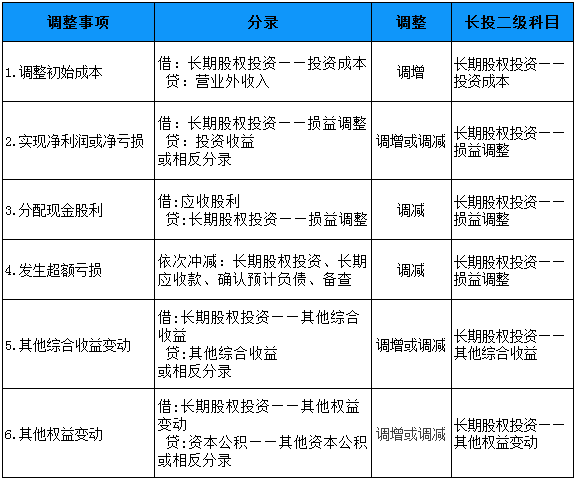 调整事项 分录 调整 长投二级科目
1.调整初始成本
借：长期股权投资——投资成本
贷：营业外收入
调增
长期股权投资——
投资成本
2.实现净利润或净亏损
借：长期股权投资——损益调整
贷：投资收益
或相反分录
调增或调减
长期股权投资——
损益调整
3.分配现金股利
借:应收股利
贷:长期股权投资——损益调整
调减
长期股权投资——
损益调整
4.发生超额亏损
依次冲减：长期股权投资、长期
应收款、确认预计负债、备查
调减
长期股权投资——
损益调整
5.其他综合收益变动
借:长期股权投资——其他综合
收益
贷:其他综合收益
或相反分录
调增或调减
长期股权投资——
其他综合收益
6.其他权益变动
借:长期股权投资——其他权益
变动
贷:资本公积——其他资本公积
或相反分录
调增或调减
长期股权投资——
其他权益变动